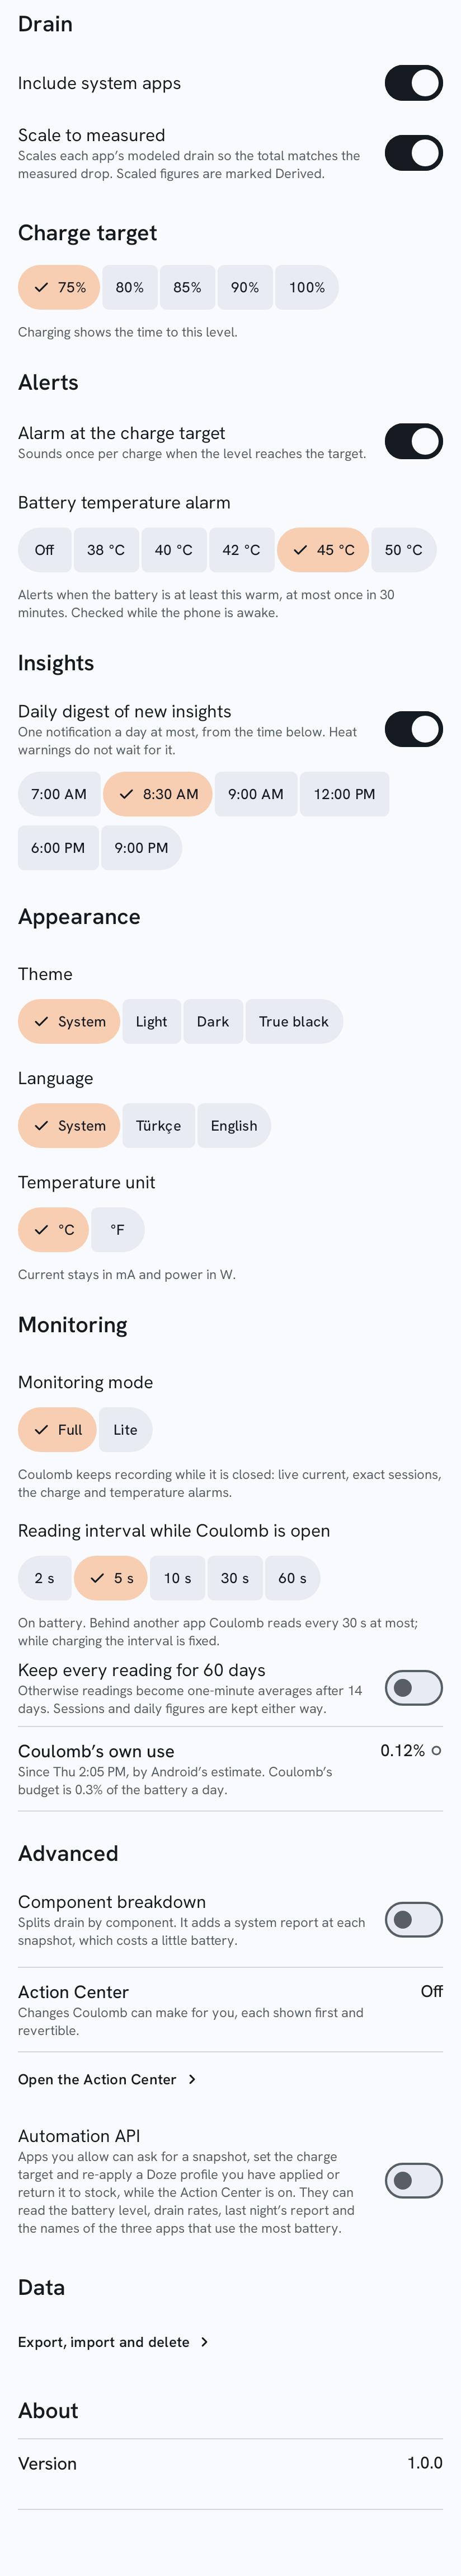 Drain
Include system apps
Scale to measured
Scales each app’s modeled drain so the total matches the
measured drop. Scaled figures are marked Derived.
Charge target
75% 80% 85% 90% 100%
Charging shows the time to this level.
Alerts
Alarm at the charge target
Sounds once per charge when the level reaches the target.
Battery temperature alarm
Off 38 °C 40 °C 42 °C 45 °C 50 °C
Alerts when the battery is at least this warm, at most once in 30
minutes. Checked while the phone is awake.
Insights
Daily digest of new insights
One notification a day at most, from the time below. Heat
warnings do not wait for it.
7:00 AM 8:30 AM 9:00 AM 12:00 PM
6:00 PM 9:00 PM
Appearance
Theme
System Light Dark True black
Language
System Türkçe English
Temperature unit
°C °F
Current stays in mA and power in W.
Monitoring
Monitoring mode
Full Lite
Coulomb keeps recording while it is closed: live current, exact sessions,
the charge and temperature alarms.
Reading interval while Coulomb is open
2 s 5 s 10 s 30 s 60 s
On battery. Behind another app Coulomb reads every 30 s at most;
while charging the interval is fixed.
Keep every reading for 60 days
Otherwise readings become one-minute averages after 14
days. Sessions and daily figures are kept either way.
Coulomb’s own use 0.12%
Since Thu 2:05 PM, by Android’s estimate. Coulomb’s
budget is 0.3% of the battery a day.
Advanced
Component breakdown
Splits drain by component. It adds a system report at each
snapshot, which costs a little battery.
Action Center Off
Changes Coulomb can make for you, each shown first and
revertible.
Open the Action Center
Automation API
Apps you allow can ask for a snapshot, set the charge
target and re-apply a Doze profile you have applied or
return it to stock, while the Action Center is on. They can
read the battery level, drain rates, last night’s report and
the names of the three apps that use the most battery.
Data
Export, import and delete
About
Version 1.0.0